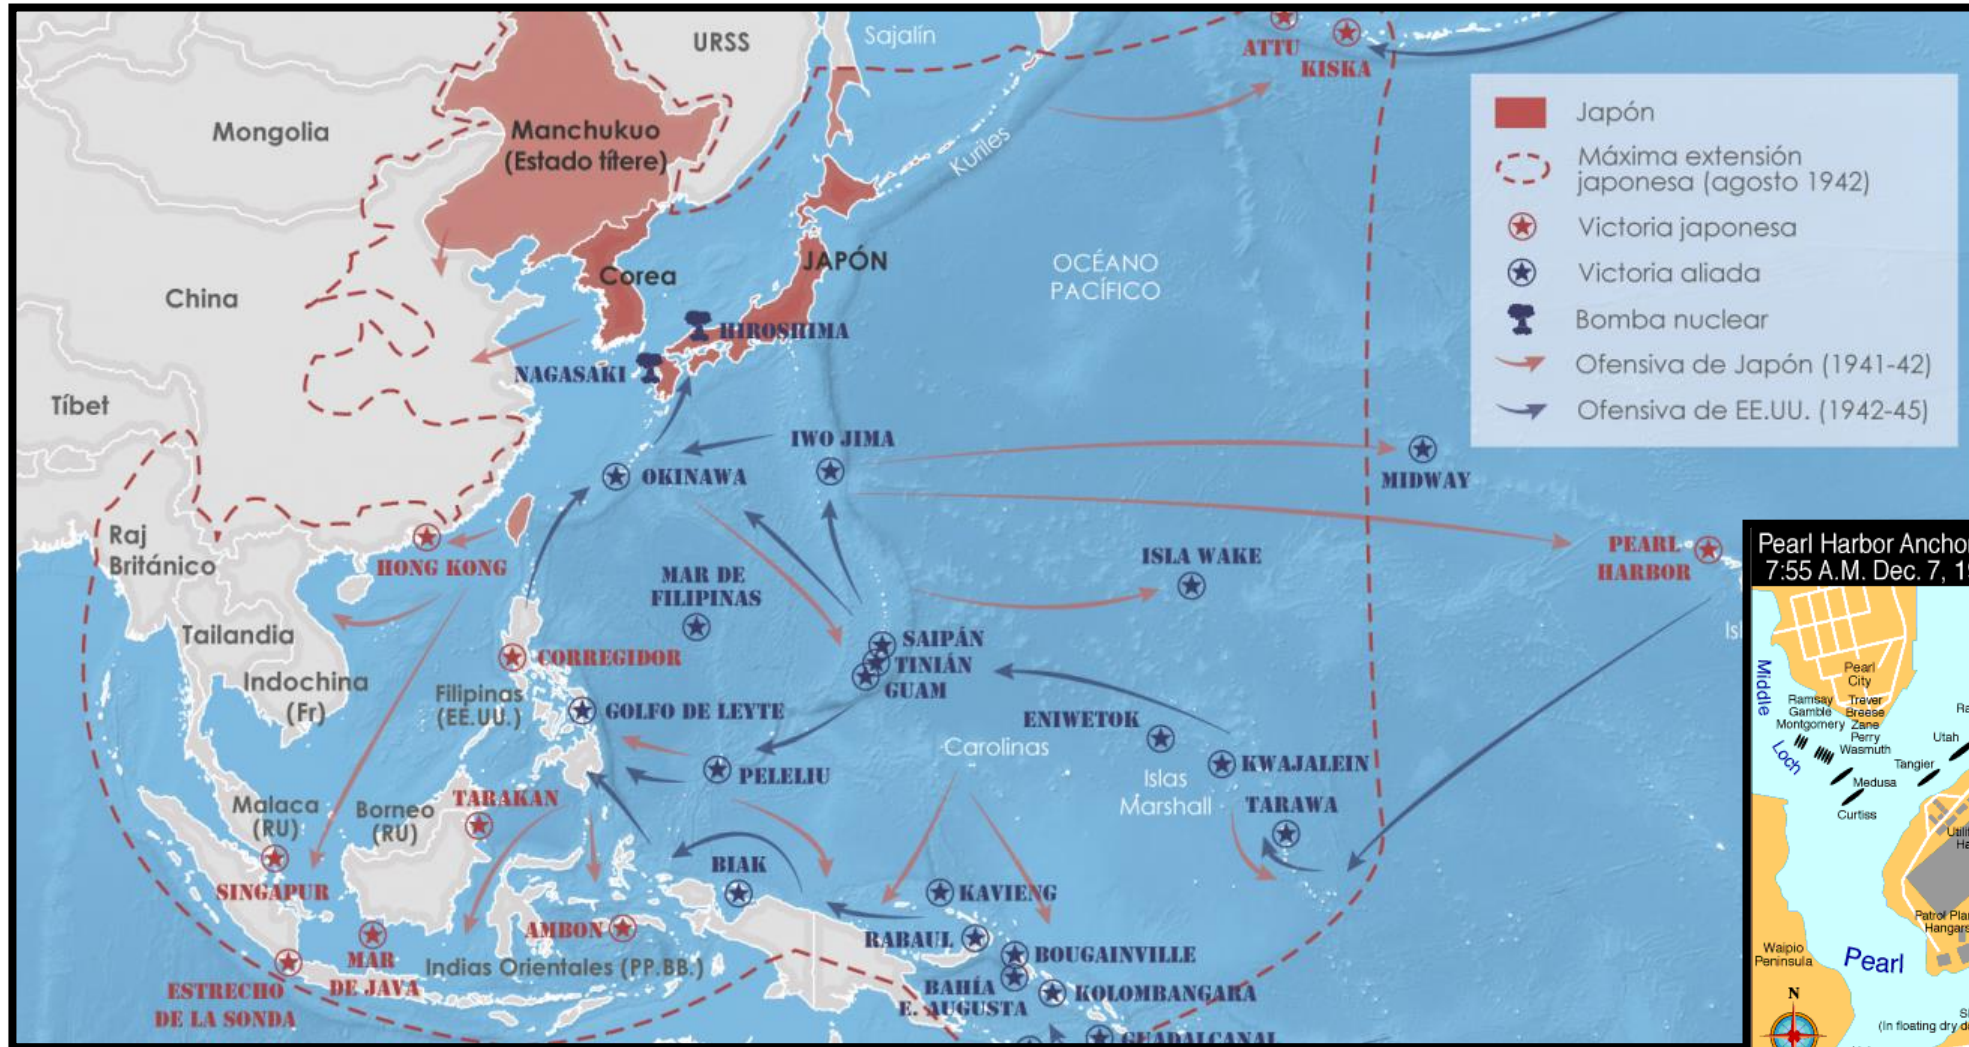 URSS
Sajalín
ATTU
KISKA
Mongolia
Manchukuo
(Estado títere)
Kuriles
China
Corea
JAPÓN
OCÉANO
PACÍFICO
HIROSHIMA
NAGASAKI
Tíbet
IWO JIMA
OKINAWA
MIDWAY
Raj
Británico
HONG KONG
MAR DE
FILIPINAS
ISLA WAKE
PEARL
HARBOR
Tailandia
Indochina
(Fr)
CORREGIDOR
Filipinas
(EE.UU.)
GOLFO DE LEYTE
SAIPÁN
TINIÁN
GUAM
ENIWETOK
Carolinas
KWAJALEIN
Islas
Marshall
PELELIU
TARAWA
Malaca
(RU)
Borneo
(RU)
TARAKAN
SINGAPUR
BIAK
KAVIENG
AMBON
RABAUL
BOUGAINVILLE
MAR
DE JAVA
Indias Orientales (PP.BB.)
BAHÍA
E. AUGUSTA
KOLOMBANGARA
ESTRECHO
DE LA SONDA
GUADALCANAL
Japón
Máxima extensión
japonesa (agosto 1942)
Victoria japonesa
Victoria aliada
Bomba nuclear
Ofensiva de Japón (1941-42)
Ofensiva de EE.UU. (1942-45)
Pearl Harbor
7:55 A.M. Dec. 7,
Middle
Loch
Pearl
City
Ramsay
Gamble
Montgomery
Trever
Breese
Zane
Perry
Wasmuth
Utah
Tangier
Medusa
Curtiss
Patrol
Hangars
Waipio
Peninsula
Pearl
N
(In floating dry